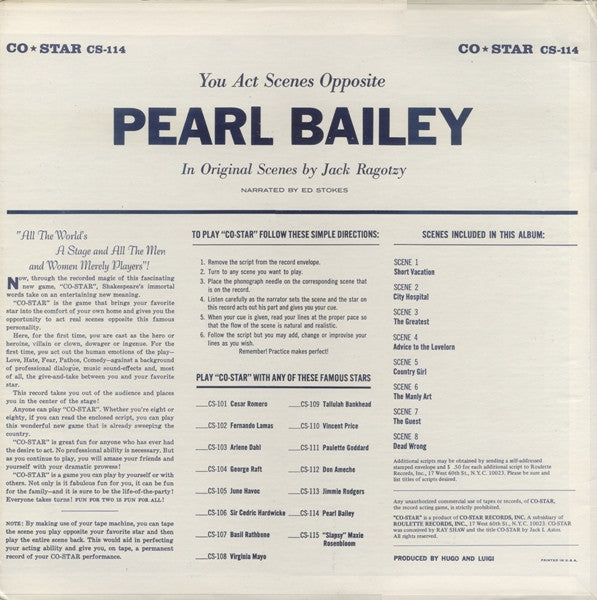 CO ★ STAR CS-114
CO ★ STAR CS-114
You Act Scenes Opposite
PEARL BAILEY
In Original Scenes by Jack Ragotzy
NARRATED BY ED STOKES
"All The World's
A Stage and All The Men
and Women Merely Players"!
Now, through the recorded magic of this fascinating
new game, "CO-STAR", Shakespeare's immortal
words take on an entertaining new meaning.
"CO-STAR" is the game that brings your favorite
star into the comfort of your own home and gives you the
opportunity to act real scenes opposite this famous
personality.
Here, for the first time, you are cast as the hero or
heroine, villain or clown, dowager or ingenue. For the
first time, you act out the human emotions of the play—
Love, Hate, Fear, Pathos, Comedy—against a background
of professional dialogue, music sound-effects and, most
of all, the give-and-take between you and your favorite
star.
This record takes you out of the audience and places
you in the center of the stage!
Anyone can play "CO-STAR". Whether you're eight or
eighty, if you can read the enclosed script, you can play
this wonderful new game that is already sweeping the
country.
"CO-STAR" is great fun for anyone who has ever had
the desire to act. No professional ability is necessary. But
as you continue to play, you will amaze your friends and
yourself with your dramatic prowess!
"CO-STAR" is a game you can play by yourself or with
others. Not only is it fabulous fun for you, it can be fun
for the family—and it is sure to be the life-of-the-party!
Everyone tunes the FUN FOR TWO IS FUN FOR ALL!
NOTE: By making use of your tape machine, you can tape
the scene you play opposite your favorite star and then
play the entire scene back. This would aid in perfecting
your acting ability and give you, on tape, a permanent
record of your CO-STAR performance.
TO PLAY "CO-STAR" FOLLOW THESE SIMPLE DIRECTIONS:
1. Remove the script from the record envelope.
2. Turn to any scene you want to play.
3. Place the phonograph needle on the corresponding scene that
is on the record.
4. Listen carefully as the narrator sets the scene and the star on
this record acts out his part and gives you your cue.
5. When your cue is given, read your lines at the proper pace so
that the flow of the scene is natural and realistic.
6. Follow the script but you may add, change or improvise your
lines as you wish.
Remember! Practice makes perfect!
PLAY "CO-STAR" WITH ANY OF THESE FAMOUS STARS
CS-101 Cesar Romero
CS-102 Fernando Lamas
CS-103 Arlene Dahl
CS-104 George Raft
CS-105 June Havoc
CS-106 Sir Cedric Hardwicke
CS-107 Basil Rathbone
CS-108 Virginia Mayo
CS-109 Tallulah Bankhead
CS-110 Vincent Price
CS-111 Paulette Goddard
CS-112 Don Ameche
CS-113 Jimmie Rodgers
CS-114 Pearl Bailey
CS-115 "Slapsy" Maxie
Rosenbloom
SCENES INCLUDED IN THIS ALBUM:
SCENE 1
Short Vacation
SCENE 2
City Hospital
SCENE 3
The Greatest
SCENE 4
Advice to the Lovelorn
SCENE 5
Country Girl
SCENE 6
The Manly Art
SCENE 7
The Guest
SCENE 8
Dead Wrong
Additional scripts may be obtained by sending a self-addressed
stamped envelope and $ .50 for each additional script to Roulette
Records, Inc., 17 West 60th St., N.Y.C. 10023. Please be sure and
list titles of scripts desired.
Any unauthorized commercial use of tapes or records, of CO-STAR,
the record acting game, is strictly prohibited.
"CO-STAR" is a product of CO-STAR RECORDS, INC. A subsidiary of
ROULETTE RECORDS, INC., 17 West 60th St., N.Y.C. 10023. CO-STAR
was conceived by RAY SHAW and the title CO-STAR by Jack L. Aston.
All rights reserved.
PRODUCED BY HUGO AND LUIGI
PRINTED IN U.S.A.